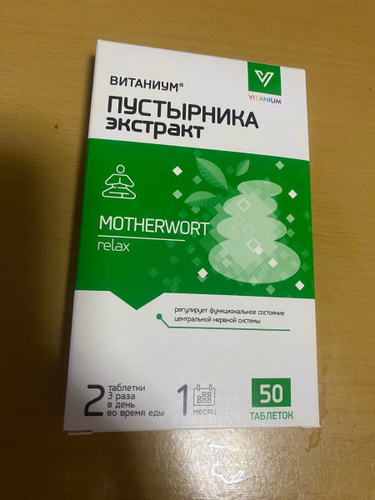 VITANIUM
ВИТАНИУМ®
ПУСТЫРНИКА
экстракт
MOTHERWORT
relax
регулирует функциональное состояние
центральной нервной системы
2 таблетки
3 раза
в день
во время еды
1 месяц
50
ТАБЛЕТОК